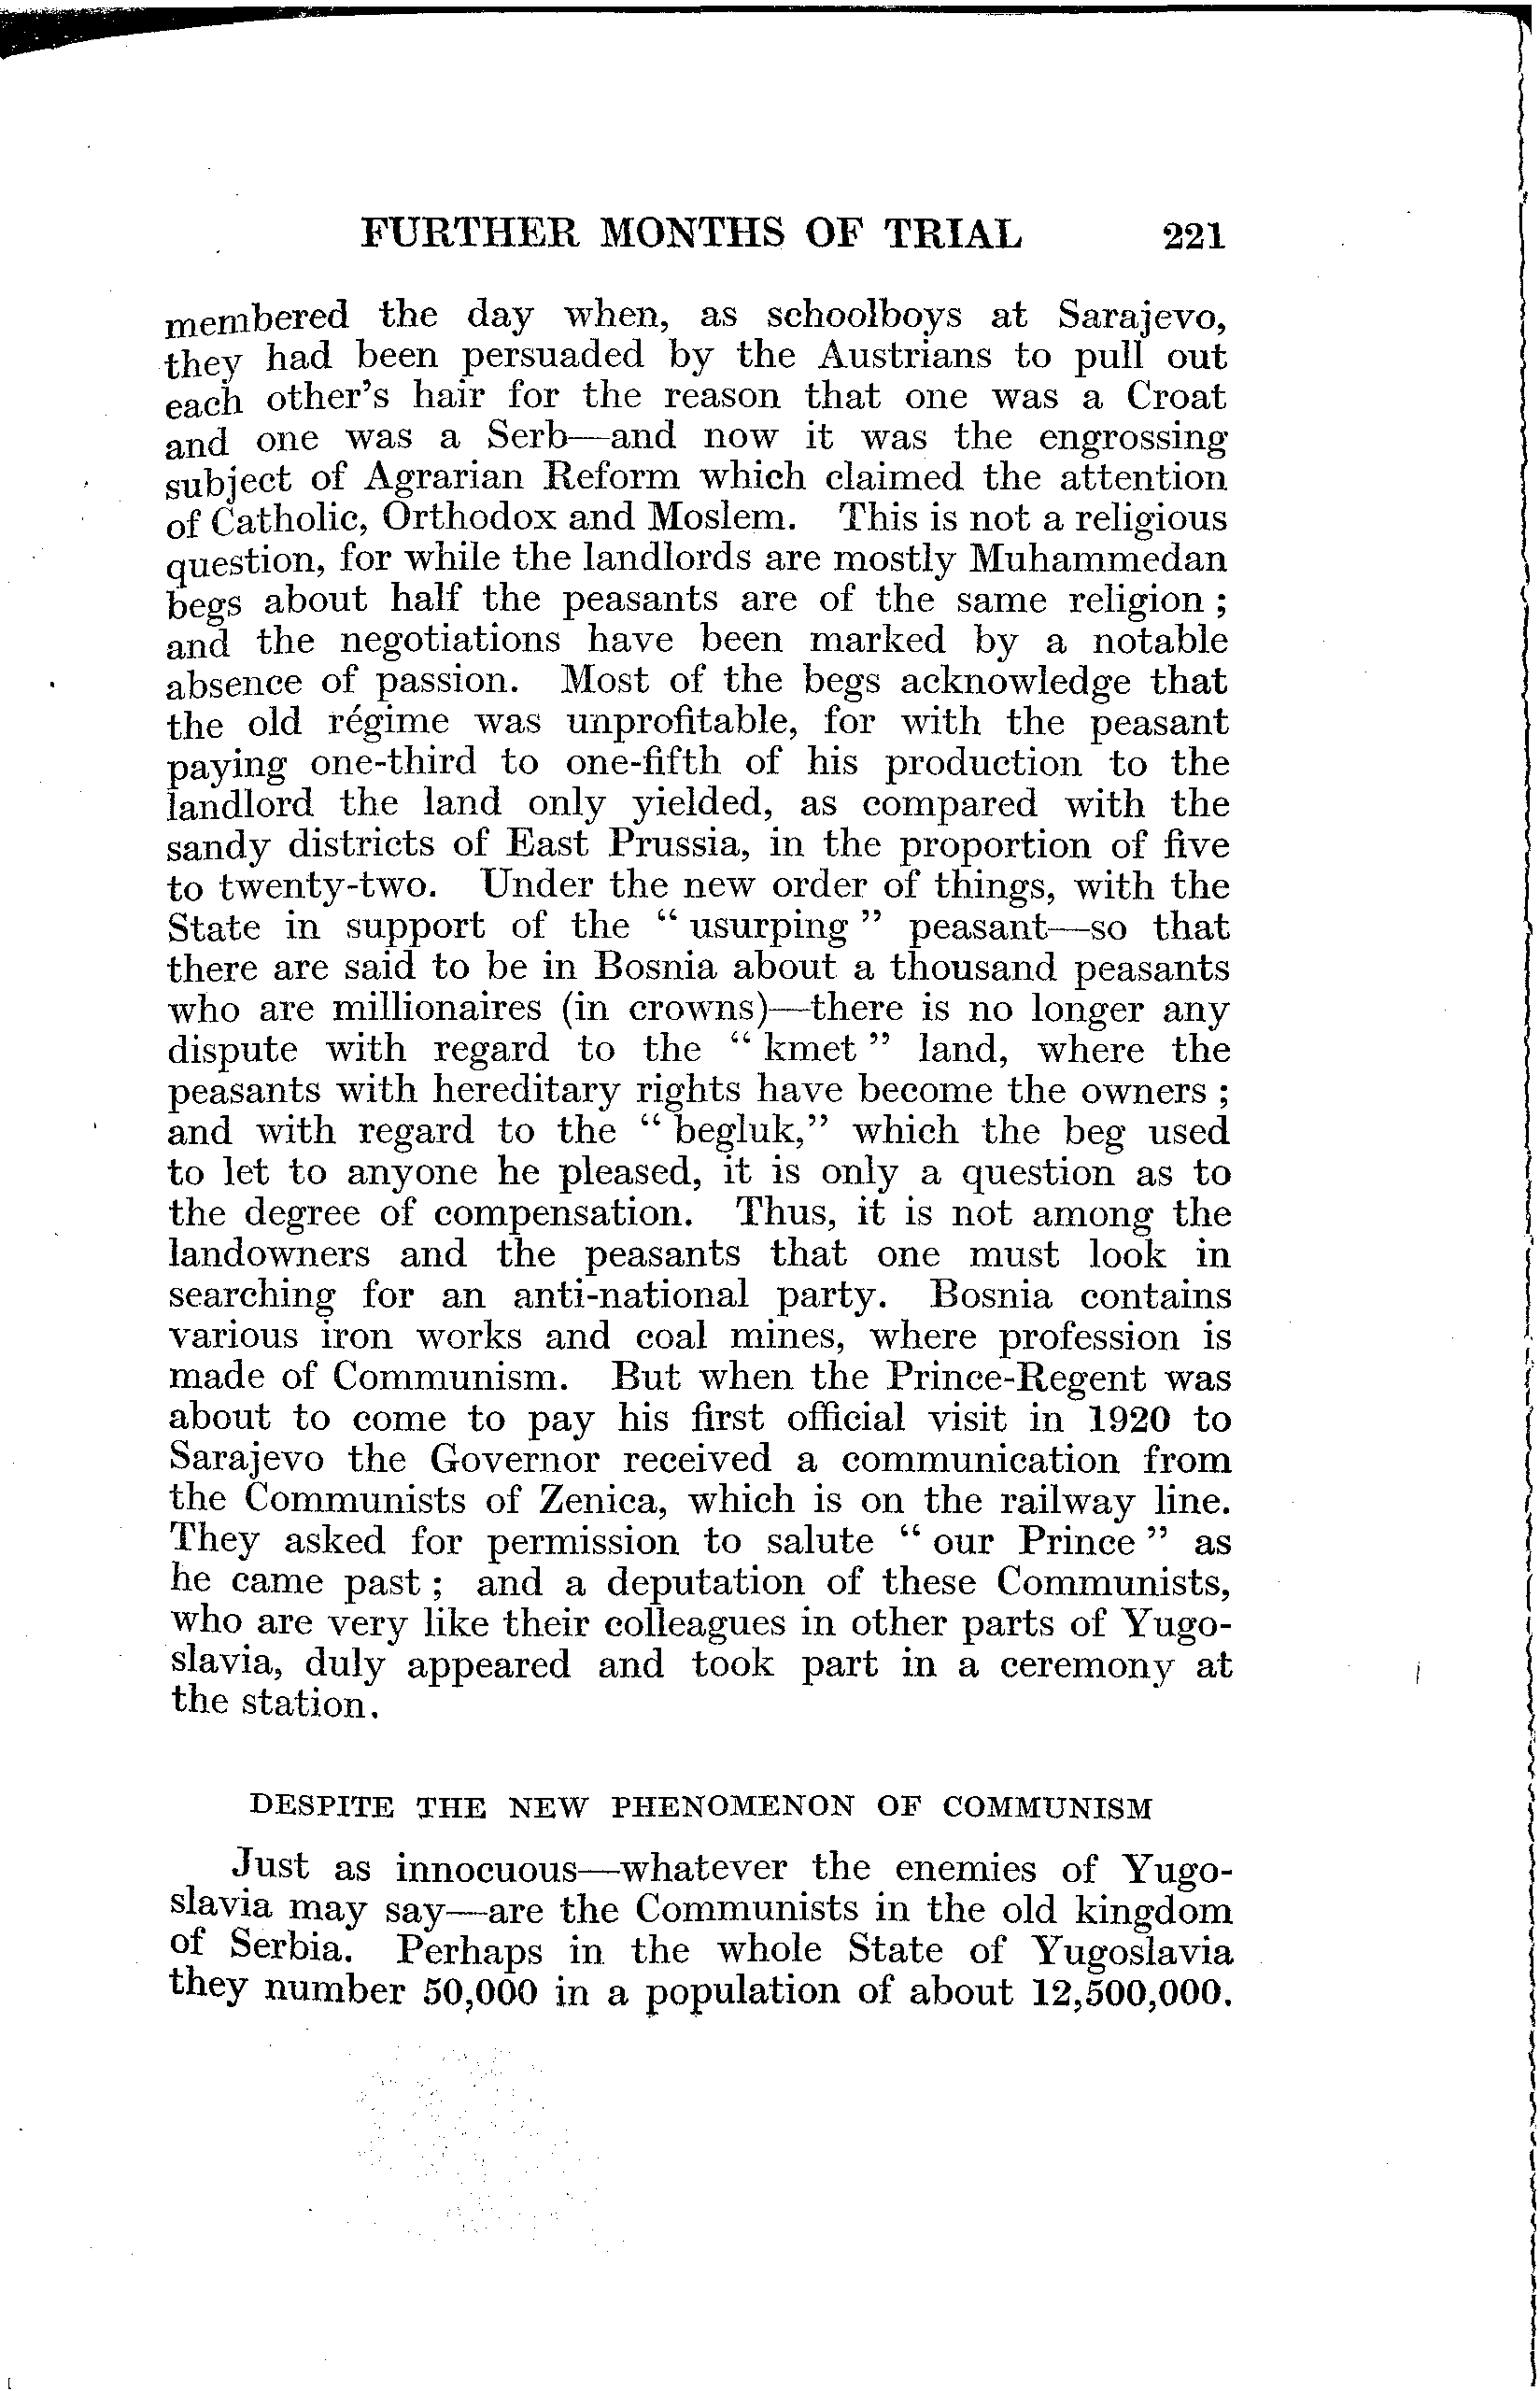 FURTHER MONTHS OF TRIAL 221
membered the day when, as schoolboys at Sarajevo,
they had been persuaded by the Austrians to pull out
each other's hair for the reason that one was a Croat
and one was a Serb—and now it was the engrossing
subject of Agrarian Reform which claimed the attention
of Catholic, Orthodox and Moslem. This is not a religious
question, for while the landlords are mostly Muhammedan
begs about half the peasants are of the same religion ;
and the negotiations have been marked by a notable
absence of passion. Most of the begs acknowledge that
the old régime was unprofitable, for with the peasant
paying one-third to one-fifth of his production to the
landlord the land only yielded, as compared with the
sandy districts of East Prussia, in the proportion of five
to twenty-two. Under the new order of things, with the
State in support of the " usurping " peasant—so that
there are said to be in Bosnia about a thousand peasants
who are millionaires (in crowns)—there is no longer any
dispute with regard to the " kmet " land, where the
peasants with hereditary rights have become the owners ;
and with regard to the " begluk," which the beg used
to let to anyone he pleased, it is only a question as to
the degree of compensation. Thus, it is not among the
landowners and the peasants that one must look in
searching for an anti-national party. Bosnia contains
various iron works and coal mines, where profession is
made of Communism. But when the Prince-Regent was
about to come to pay his first official visit in 1920 to
Sarajevo the Governor received a communication from
the Communists of Zenica, which is on the railway line.
They asked for permission to salute " our Prince " as
he came past ; and a deputation of these Communists,
who are very like their colleagues in other parts of Yugo-
slavia, duly appeared and took part in a ceremony at
the station.
DESPITE THE NEW PHENOMENON OF COMMUNISM
Just as innocuous—whatever the enemies of Yugo-
slavia may say—are the Communists in the old kingdom
of Serbia. Perhaps in the whole State of Yugoslavia
they number 50,000 in a population of about 12,500,000.